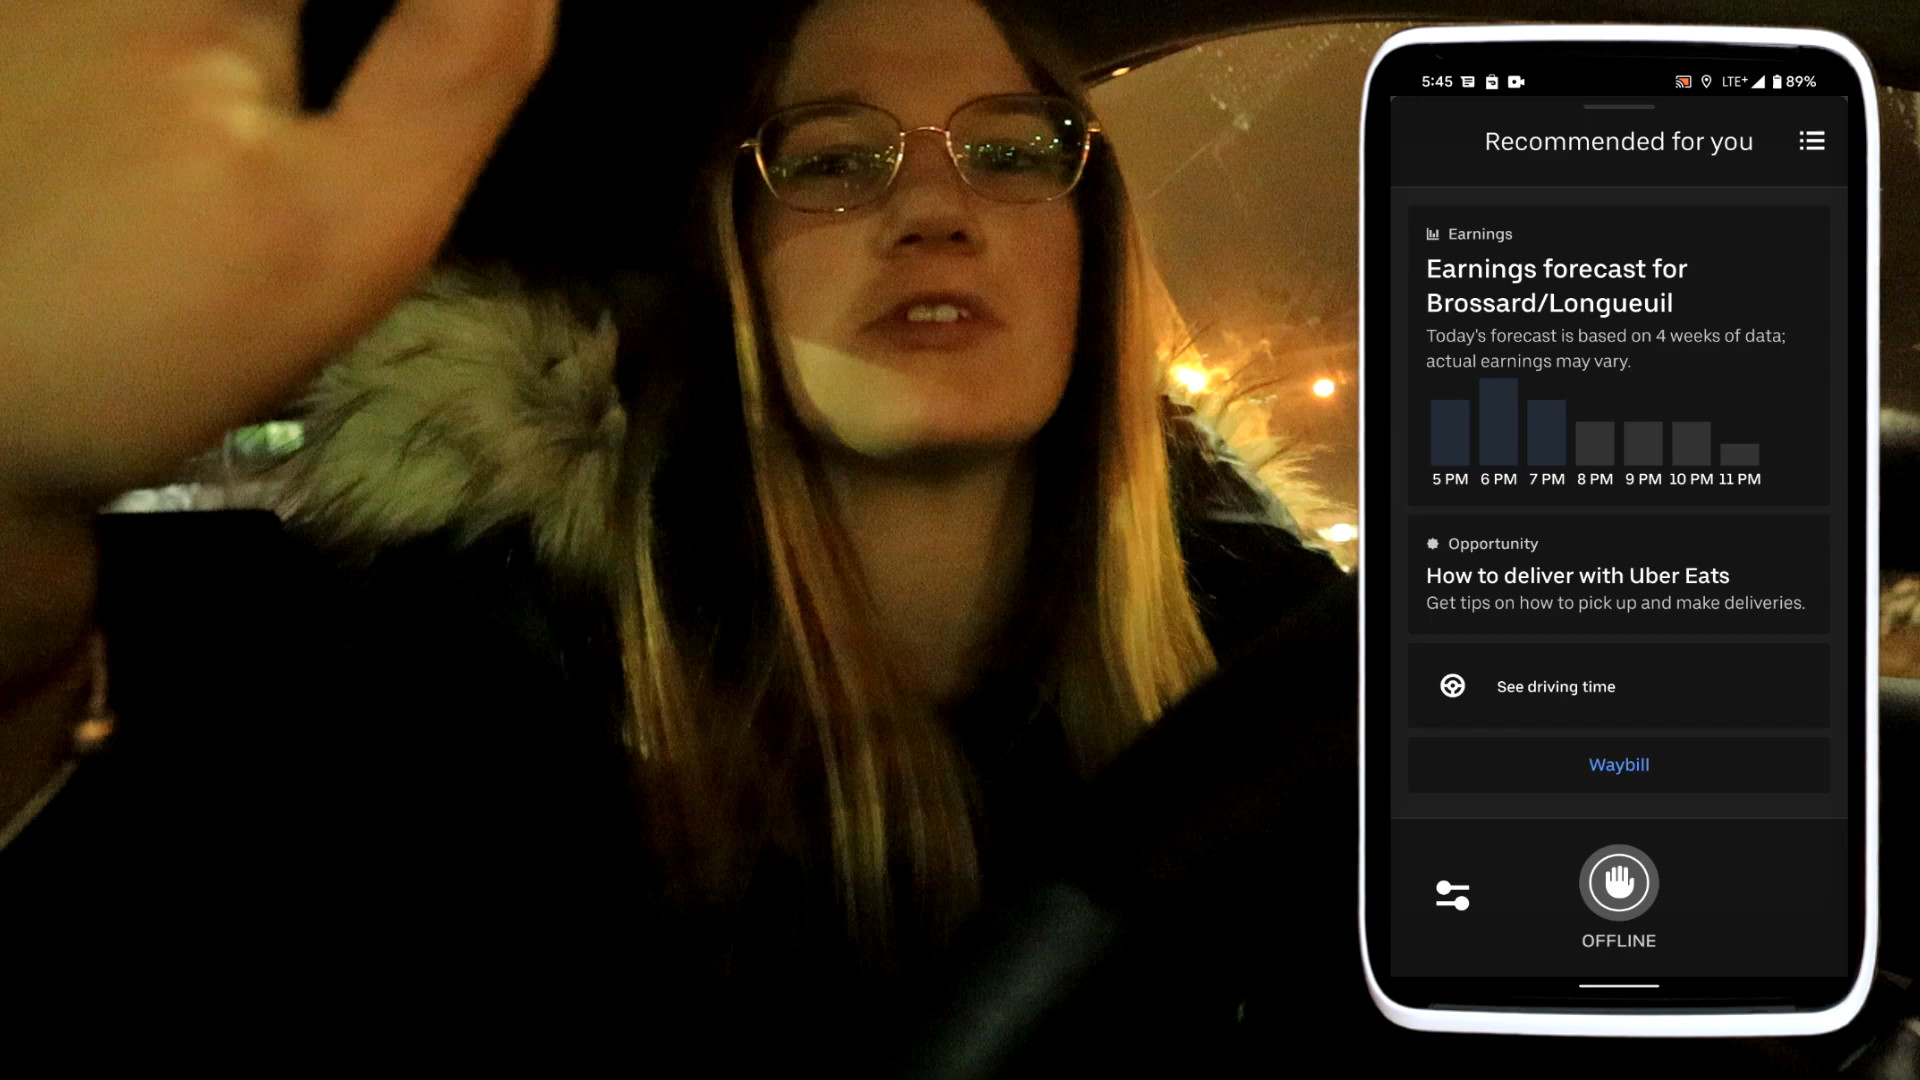 5:45
LTE+
89%
Recommended for you
Earnings
Earnings forecast for
Brossard/Longueuil
Today's forecast is based on 4 weeks of data;
actual earnings may vary.
5 PM 6 PM 7 PM 8 PM 9 PM 10 PM 11 PM
Opportunity
How to deliver with Uber Eats
Get tips on how to pick up and make deliveries.
See driving time
Waybill
OFFLINE